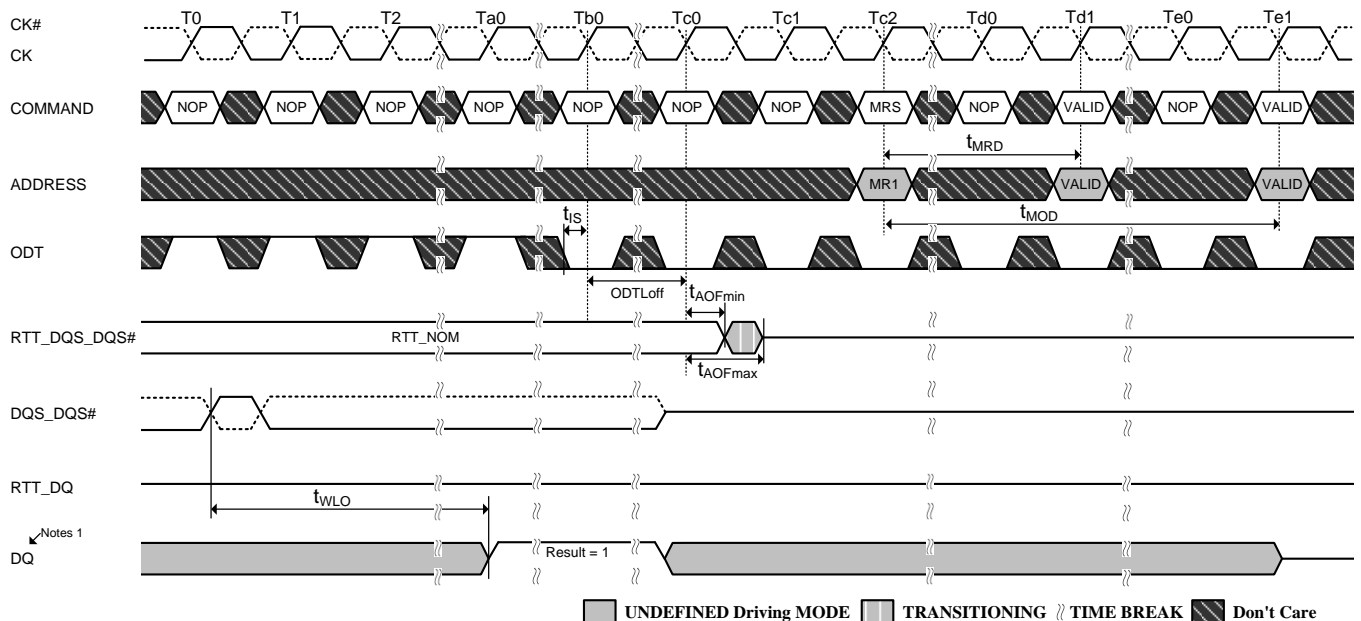 T0 T1 T2 Ta0 Tb0 Tc0 Tc1 Tc2 Td0 Td1 Te0 Te1
CK#
CK
COMMAND NOP NOP NOP NOP NOP NOP NOP MRS NOP VALID NOP VALID
tMRD
ADDRESS MR1 VALID VALID
tIS tMOD
ODT
ODTLoff tAOFmin
RTT_DQS_DQS# RTT_NOM
tAOFmax
DQS_DQS#
RTT_DQ
tWLO
Notes 1
DQ Result = 1
UNDEFINED Driving MODE TRANSITIONING TIME BREAK Don't Care